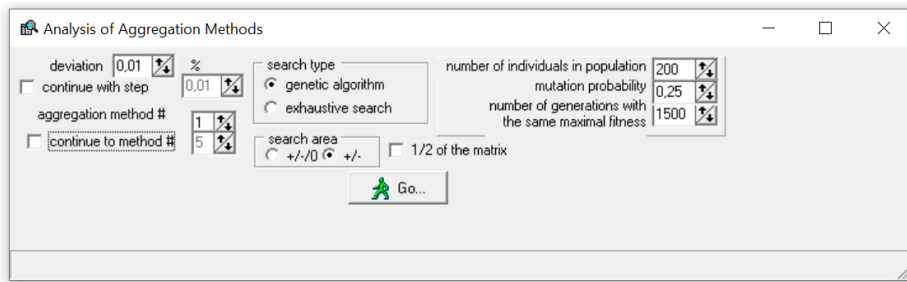 Analysis of Aggregation Methods
deviation 0,01 %
continue with step 0,01
aggregation method # 1
continue to method # 5
search type
genetic algorithm
exhaustive search
search area
+/-/0 +/-
1/2 of the matrix
number of individuals in population 200
mutation probability 0,25
number of generations with
the same maximal fitness 1500
Go...